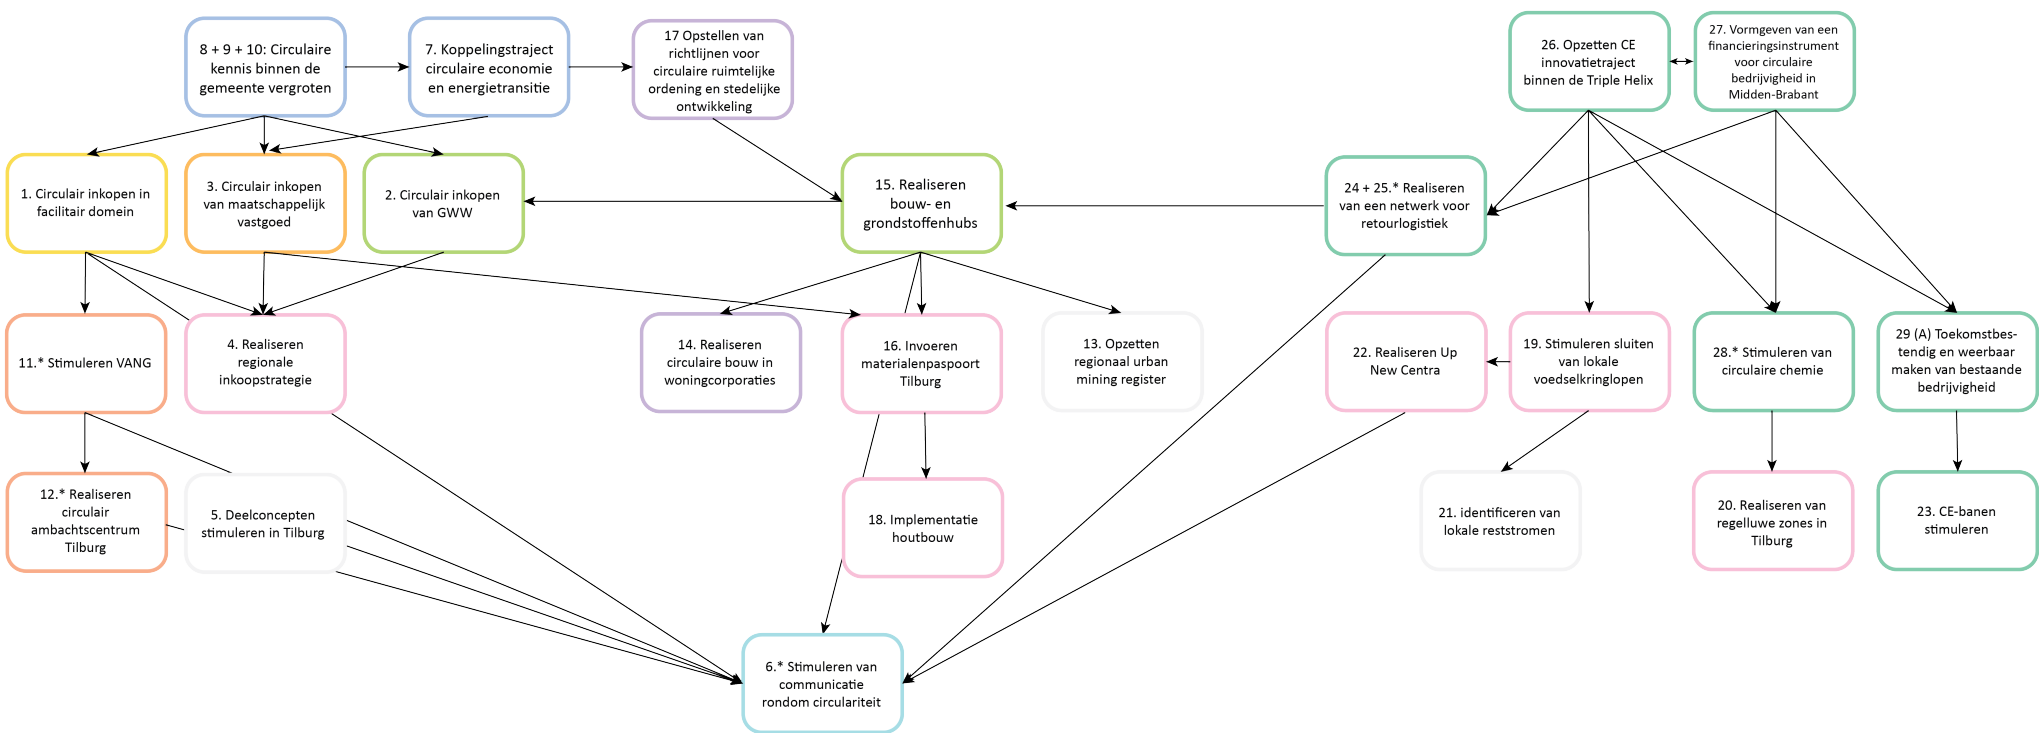 8 + 9 + 10: Circulaire
kennis binnen de
gemeente vergroten
7. Koppelingstraject
circulaire economie
en energietransitie
17 Opstellen van
richtlijnen voor
circulaire ruimtelijke
ordening en stedelijke
ontwikkeling
26. Opzetten CE
innovatietraject
binnen de Triple Helix
27. Vormgeven van een
financieringsinstrument
voor circulaire
bedrijvigheid in
Midden-Brabant
1. Circulair inkopen in
facilitair domein
3. Circulair inkopen
van maatschappelijk
vastgoed
2. Circulair inkopen
van GWW
15. Realiseren
bouw- en
grondstoffenhubs
24 + 25.* Realiseren
van een netwerk voor
retourlogistiek
11.* Stimuleren VANG
4. Realiseren
regionale
inkoopstrategie
14. Realiseren
circulaire bouw in
woningcorporaties
16. Invoeren
materialenpaspoort
Tilburg
13. Opzetten
regionaal urban
mining register
22. Realiseren Up
New Centra
19. Stimuleren sluiten
van lokale
voedselkringlopen
28.* Stimuleren van
circulaire chemie
29 (A) Toekomstbes-
tendig en weerbaar
maken van bestaande
bedrijvigheid
12.* Realiseren
circulair
ambachtscentrum
Tilburg
5. Deelconcepten
stimuleren in Tilburg
18. Implementatie
houtbouw
21. identificeren van
lokale reststromen
20. Realiseren van
regelluwe zones in
Tilburg
23. CE-banen
stimuleren
6.* Stimuleren van
communicatie
rondom circulariteit